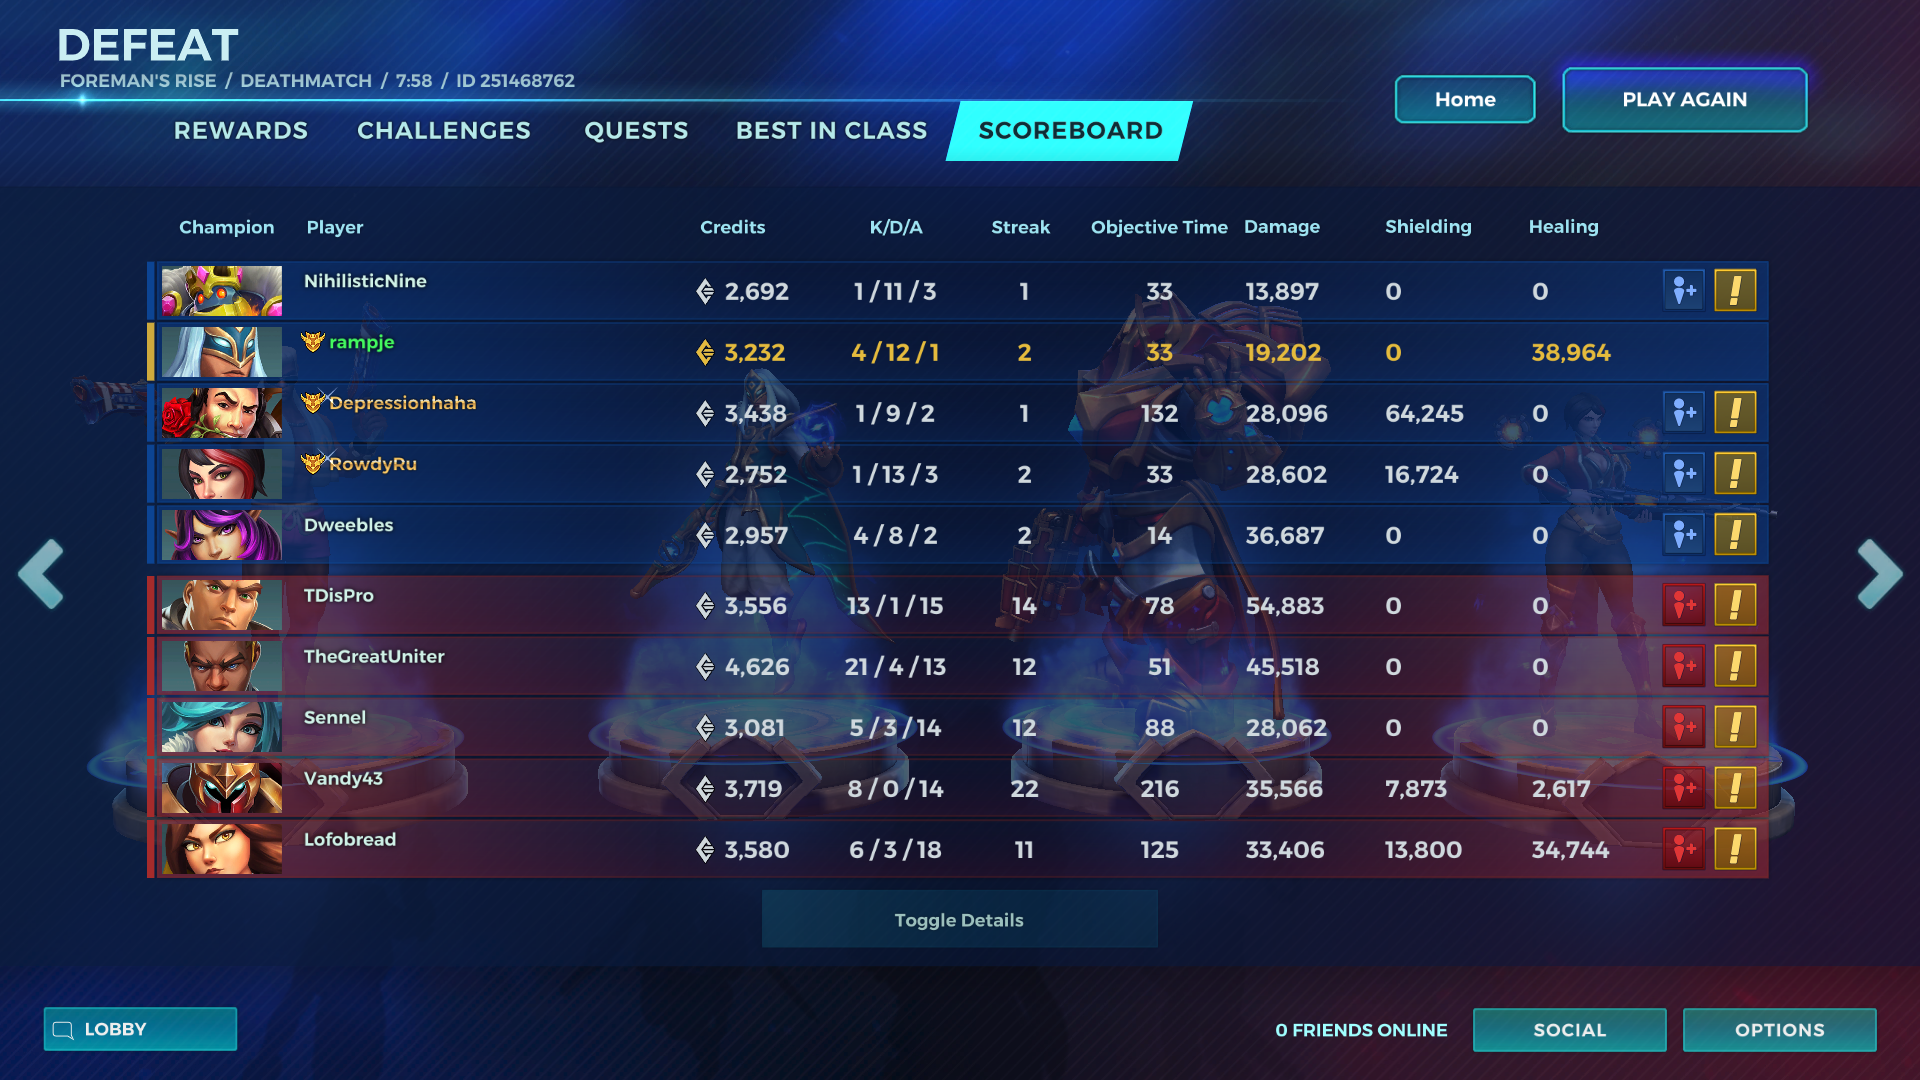 DEFEAT
FOREMAN'S RISE / DEATHMATCH / 7:58 / ID 251468762
Home
PLAY AGAIN
REWARDS CHALLENGES QUESTS BEST IN CLASS SCOREBOARD
Champion Player Credits K/D/A Streak Objective Time Damage Shielding Healing
NihilisticNine 2,692 1 / 11 / 3 1 33 13,897 0 0
rampje 3,232 4 / 12 / 1 2 33 19,202 0 38,964
Depressionhaha 3,438 1 / 9 / 2 1 132 28,096 64,245 0
RowdyRu 2,752 1 / 13 / 3 2 33 28,602 16,724 0
Dweebles 2,957 4 / 8 / 2 2 14 36,687 0 0
TDisPro 3,556 13 / 1 / 15 14 78 54,883 0 0
TheGreatUniter 4,626 21 / 4 / 13 12 51 45,518 0 0
Sennel 3,081 5 / 3 / 14 12 88 28,062 0 0
Vandy43 3,719 8 / 0 / 14 22 216 35,566 7,873 2,617
Lofobread 3,580 6 / 3 / 18 11 125 33,406 13,800 34,744
Toggle Details
LOBBY
0 FRIENDS ONLINE
SOCIAL
OPTIONS